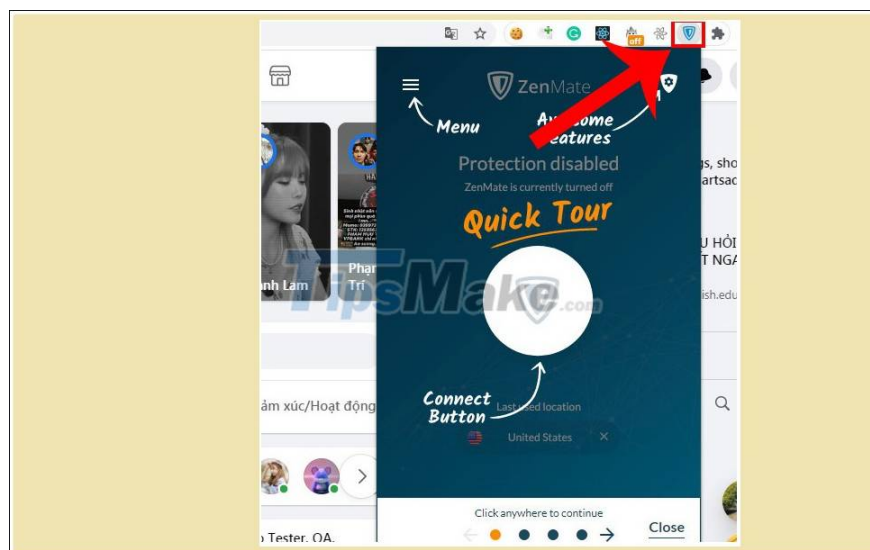 off
ZenMate
Menu
Features
Protection disabled
ZenMate is currently turned off
Quick Tour
gs, sho
artsac
HỎI
T NGA
ish.edu
Phạ
Trí
anh Lam
TipsMake.com
Connect
Button
Last used location
United States
ảm xúc/Hoạt động
Click anywhere to continue
Close
Tester, QA,